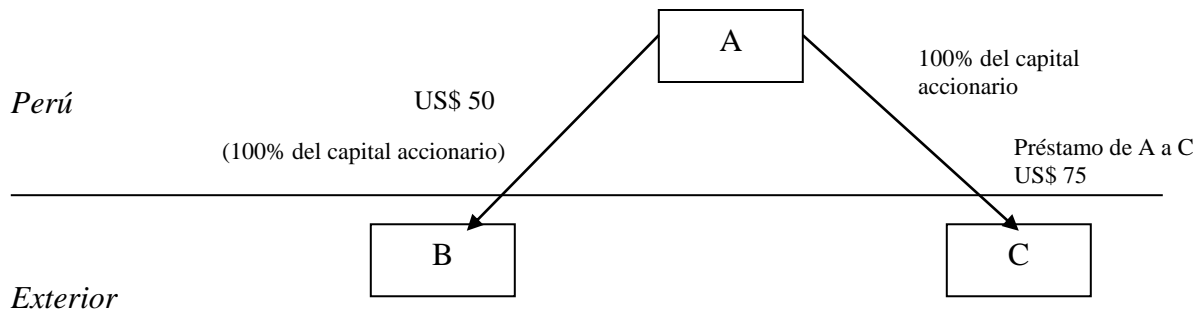 A
100% del capital
accionario
Perú
US$ 50
(100% del capital accionario)
Préstamo de A a C
US$ 75
B
C
Exterior